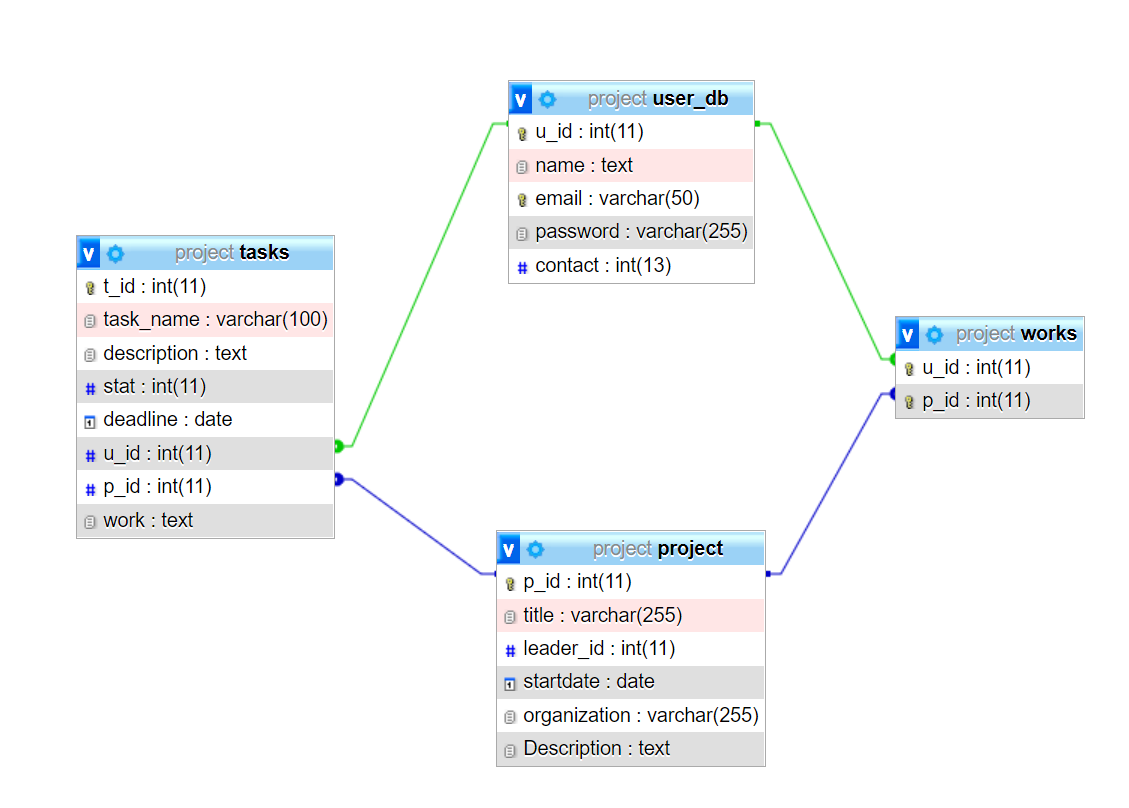 v project user_db
u_id : int(11)
name : text
email : varchar(50)
password : varchar(255)
contact : int(13)
v project tasks
t_id : int(11)
task_name : varchar(100)
description : text
stat : int(11)
deadline : date
u_id : int(11)
p_id : int(11)
work : text
v project works
u_id : int(11)
p_id : int(11)
v project project
p_id : int(11)
title : varchar(255)
leader_id : int(11)
startdate : date
organization : varchar(255)
Description : text